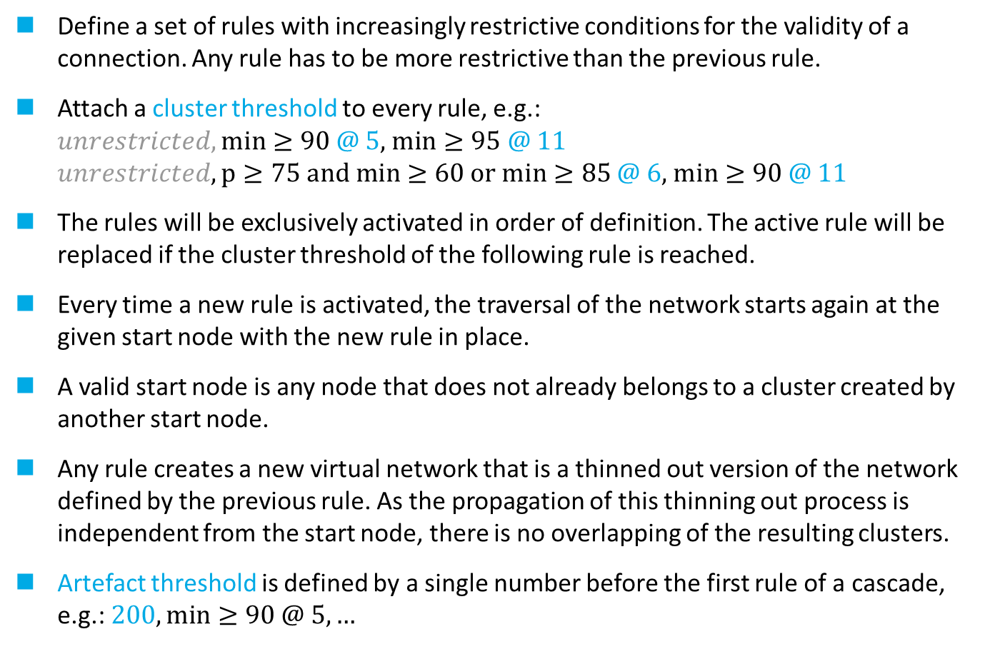 Define a set of rules with increasingly restrictive conditions for the validity of a
connection. Any rule has to be more restrictive than the previous rule.
Attach a cluster threshold to every rule, e.g.:
unrestricted, min ≥ 90 @ 5, min ≥ 95 @ 11
unrestricted, p ≥ 75 and min ≥ 60 or min ≥ 85 @ 6, min ≥ 90 @ 11
The rules will be exclusively activated in order of definition. The active rule will be
replaced if the cluster threshold of the following rule is reached.
Every time a new rule is activated, the traversal of the network starts again at the
given start node with the new rule in place.
A valid start node is any node that does not already belongs to a cluster created by
another start node.
Any rule creates a new virtual network that is a thinned out version of the network
defined by the previous rule. As the propagation of this thinning out process is
independent from the start node, there is no overlapping of the resulting clusters.
Artefact threshold is defined by a single number before the first rule of a cascade,
e.g.: 200, min ≥ 90 @ 5, ...